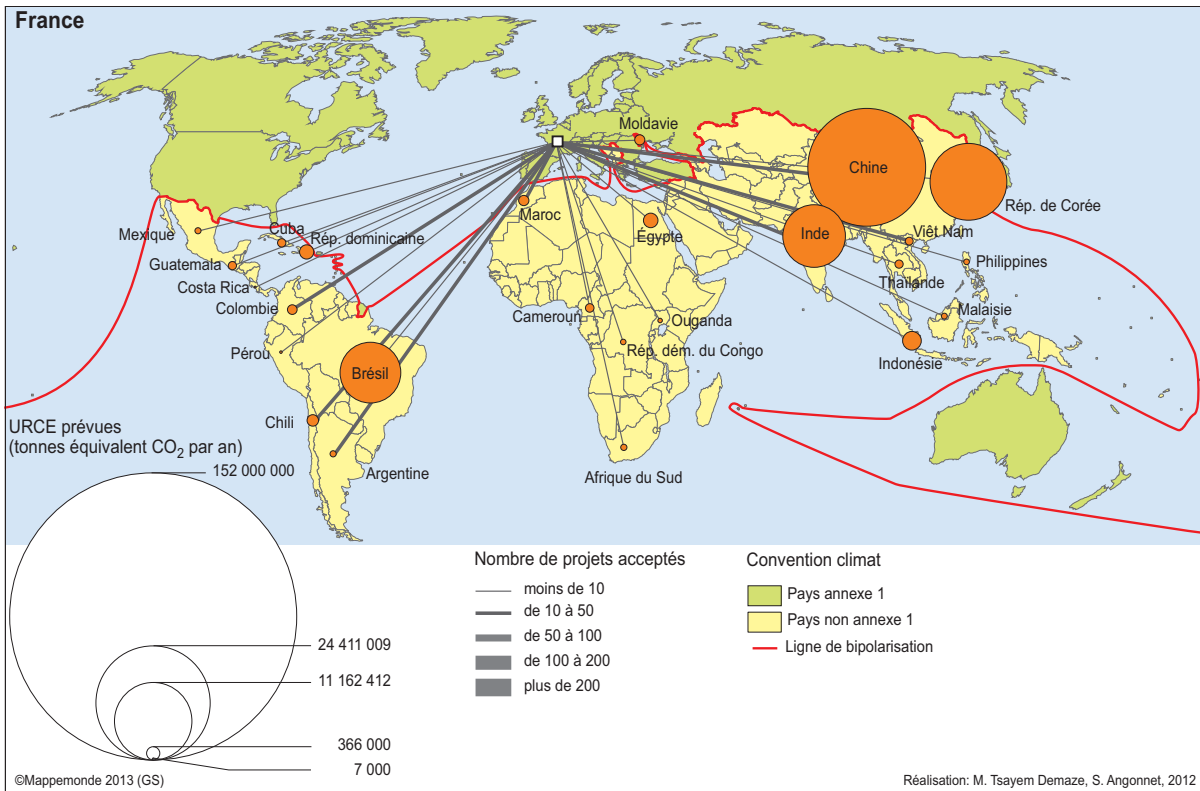 France
Moldavie
Chine
Rép. de Corée
Maroc
Égypte
Inde
Viêt Nam
Mexique
Cuba
Rép. dominicaine
Guatemala
Philippines
Costa Rica
Thaïlande
Colombie
Cameroun
Ouganda
Malaisie
Pérou
Rép. dém. du Congo
Indonésie
Brésil
Chili
Argentine
Afrique du Sud
URCE prévues
(tonnes équivalent CO₂ par an)
152 000 000
24 411 009
11 162 412
366 000
7 000
Nombre de projets acceptés
moins de 10
de 10 à 50
de 50 à 100
de 100 à 200
plus de 200
Convention climat
Pays annexe 1
Pays non annexe 1
Ligne de bipolarisation
©Mappemonde 2013 (GS)
Réalisation: M. Tsayem Demaze, S. Angonnet, 2012